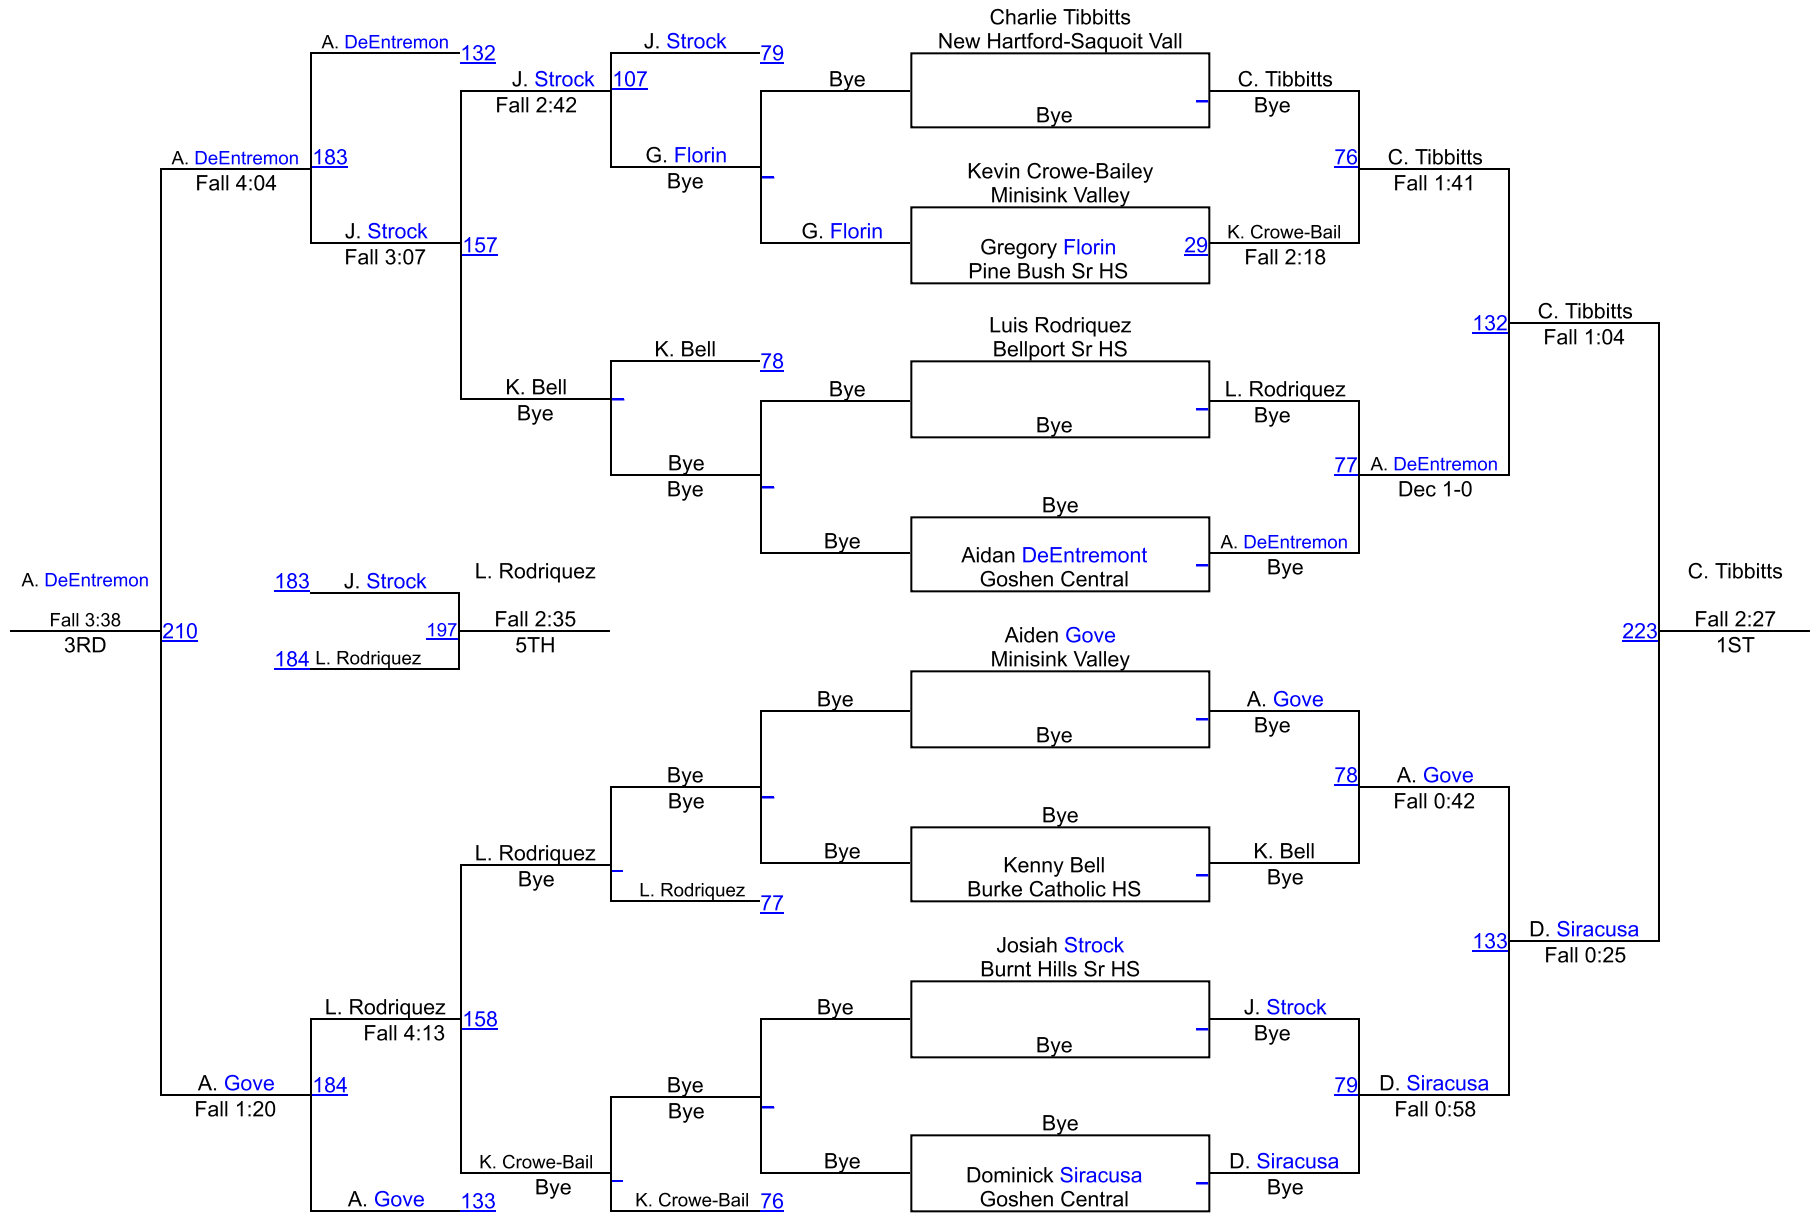 Charlie Tibbitts
A. DeEntremon
132
J. Strock
79
New Hartford-Saquoit Vall
J. Strock
107
Bye
C. Tibbitts
Fall 2:42
Bye
Bye
A. DeEntremon
183
G. Florin
Kevin Crowe-Bailey
76
C. Tibbitts
Fall 4:04
Bye
Minisink Valley
Fall 1:41
J. Strock
157
G. Florin
Gregory Florin
29
K. Crowe-Bail
Fall 3:07
Pine Bush Sr HS
Fall 2:18
Luis Rodriquez
132
C. Tibbitts
K. Bell
78
Bellport Sr HS
Fall 1:04
K. Bell
Bye
L. Rodriquez
Bye
Bye
Bye
Bye
77
A. DeEntremon
Bye
Bye
Dec 1-0
Bye
Aidan DeEntremont
A. DeEntremon
Goshen Central
Bye
A. DeEntremon
183
J. Strock
L. Rodriquez
C. Tibbitts
Fall 3:38
210
197
Fall 2:35
Aiden Gove
223
Fall 2:27
3RD
184
L. Rodriquez
5TH
Minisink Valley
1ST
Bye
A. Gove
Bye
Bye
Bye
78
A. Gove
Bye
Bye
Fall 0:42
L. Rodriquez
Bye
Kenny Bell
K. Bell
Bye
L. Rodriquez
77
Burke Catholic HS
Bye
Josiah Strock
133
D. Siracusa
Burnt Hills Sr HS
Fall 0:25
L. Rodriquez
158
Bye
J. Strock
Fall 4:13
Bye
Bye
A. Gove
184
Bye
79
D. Siracusa
Fall 1:20
Bye
Bye
Fall 0:58
K. Crowe-Bail
Bye
Dominick Siracusa
D. Siracusa
Bye
Goshen Central
Bye
A. Gove
133
K. Crowe-Bail
76